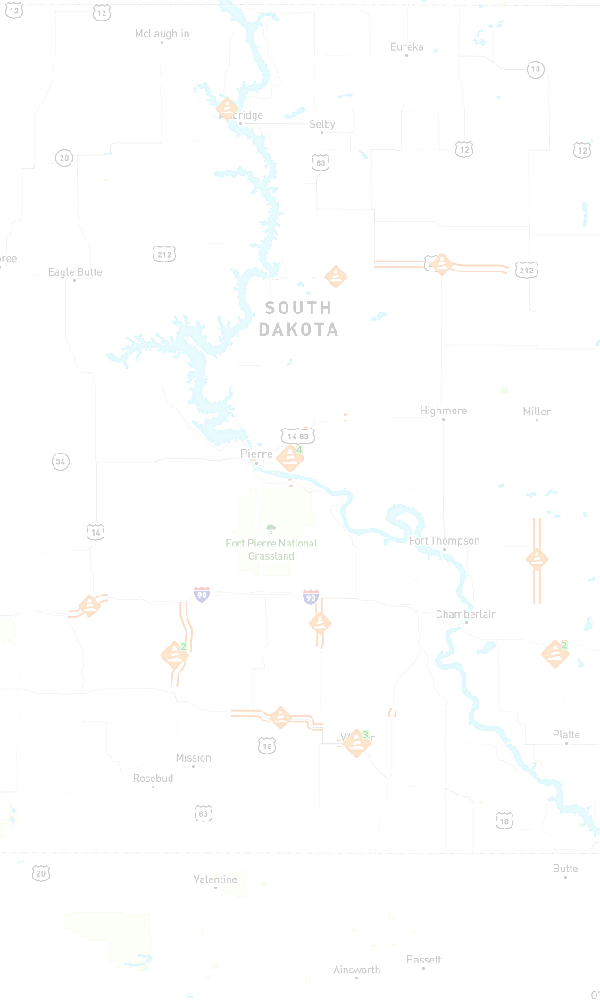 12
12
McLaughlin
Eureka
10
Selby
12
12
20
83
212
212
Eagle Butte
SOUTH
DAKOTA
Highmore
Miller
14-83
4
Pierre
34
14
Fort Pierre National
Grassland
Fort Thompson
90
90
Chamberlain
2
2
3
Platte
18
Mission
Rosebud
83
18
20
Valentine
Butte
Bassett
Ainsworth